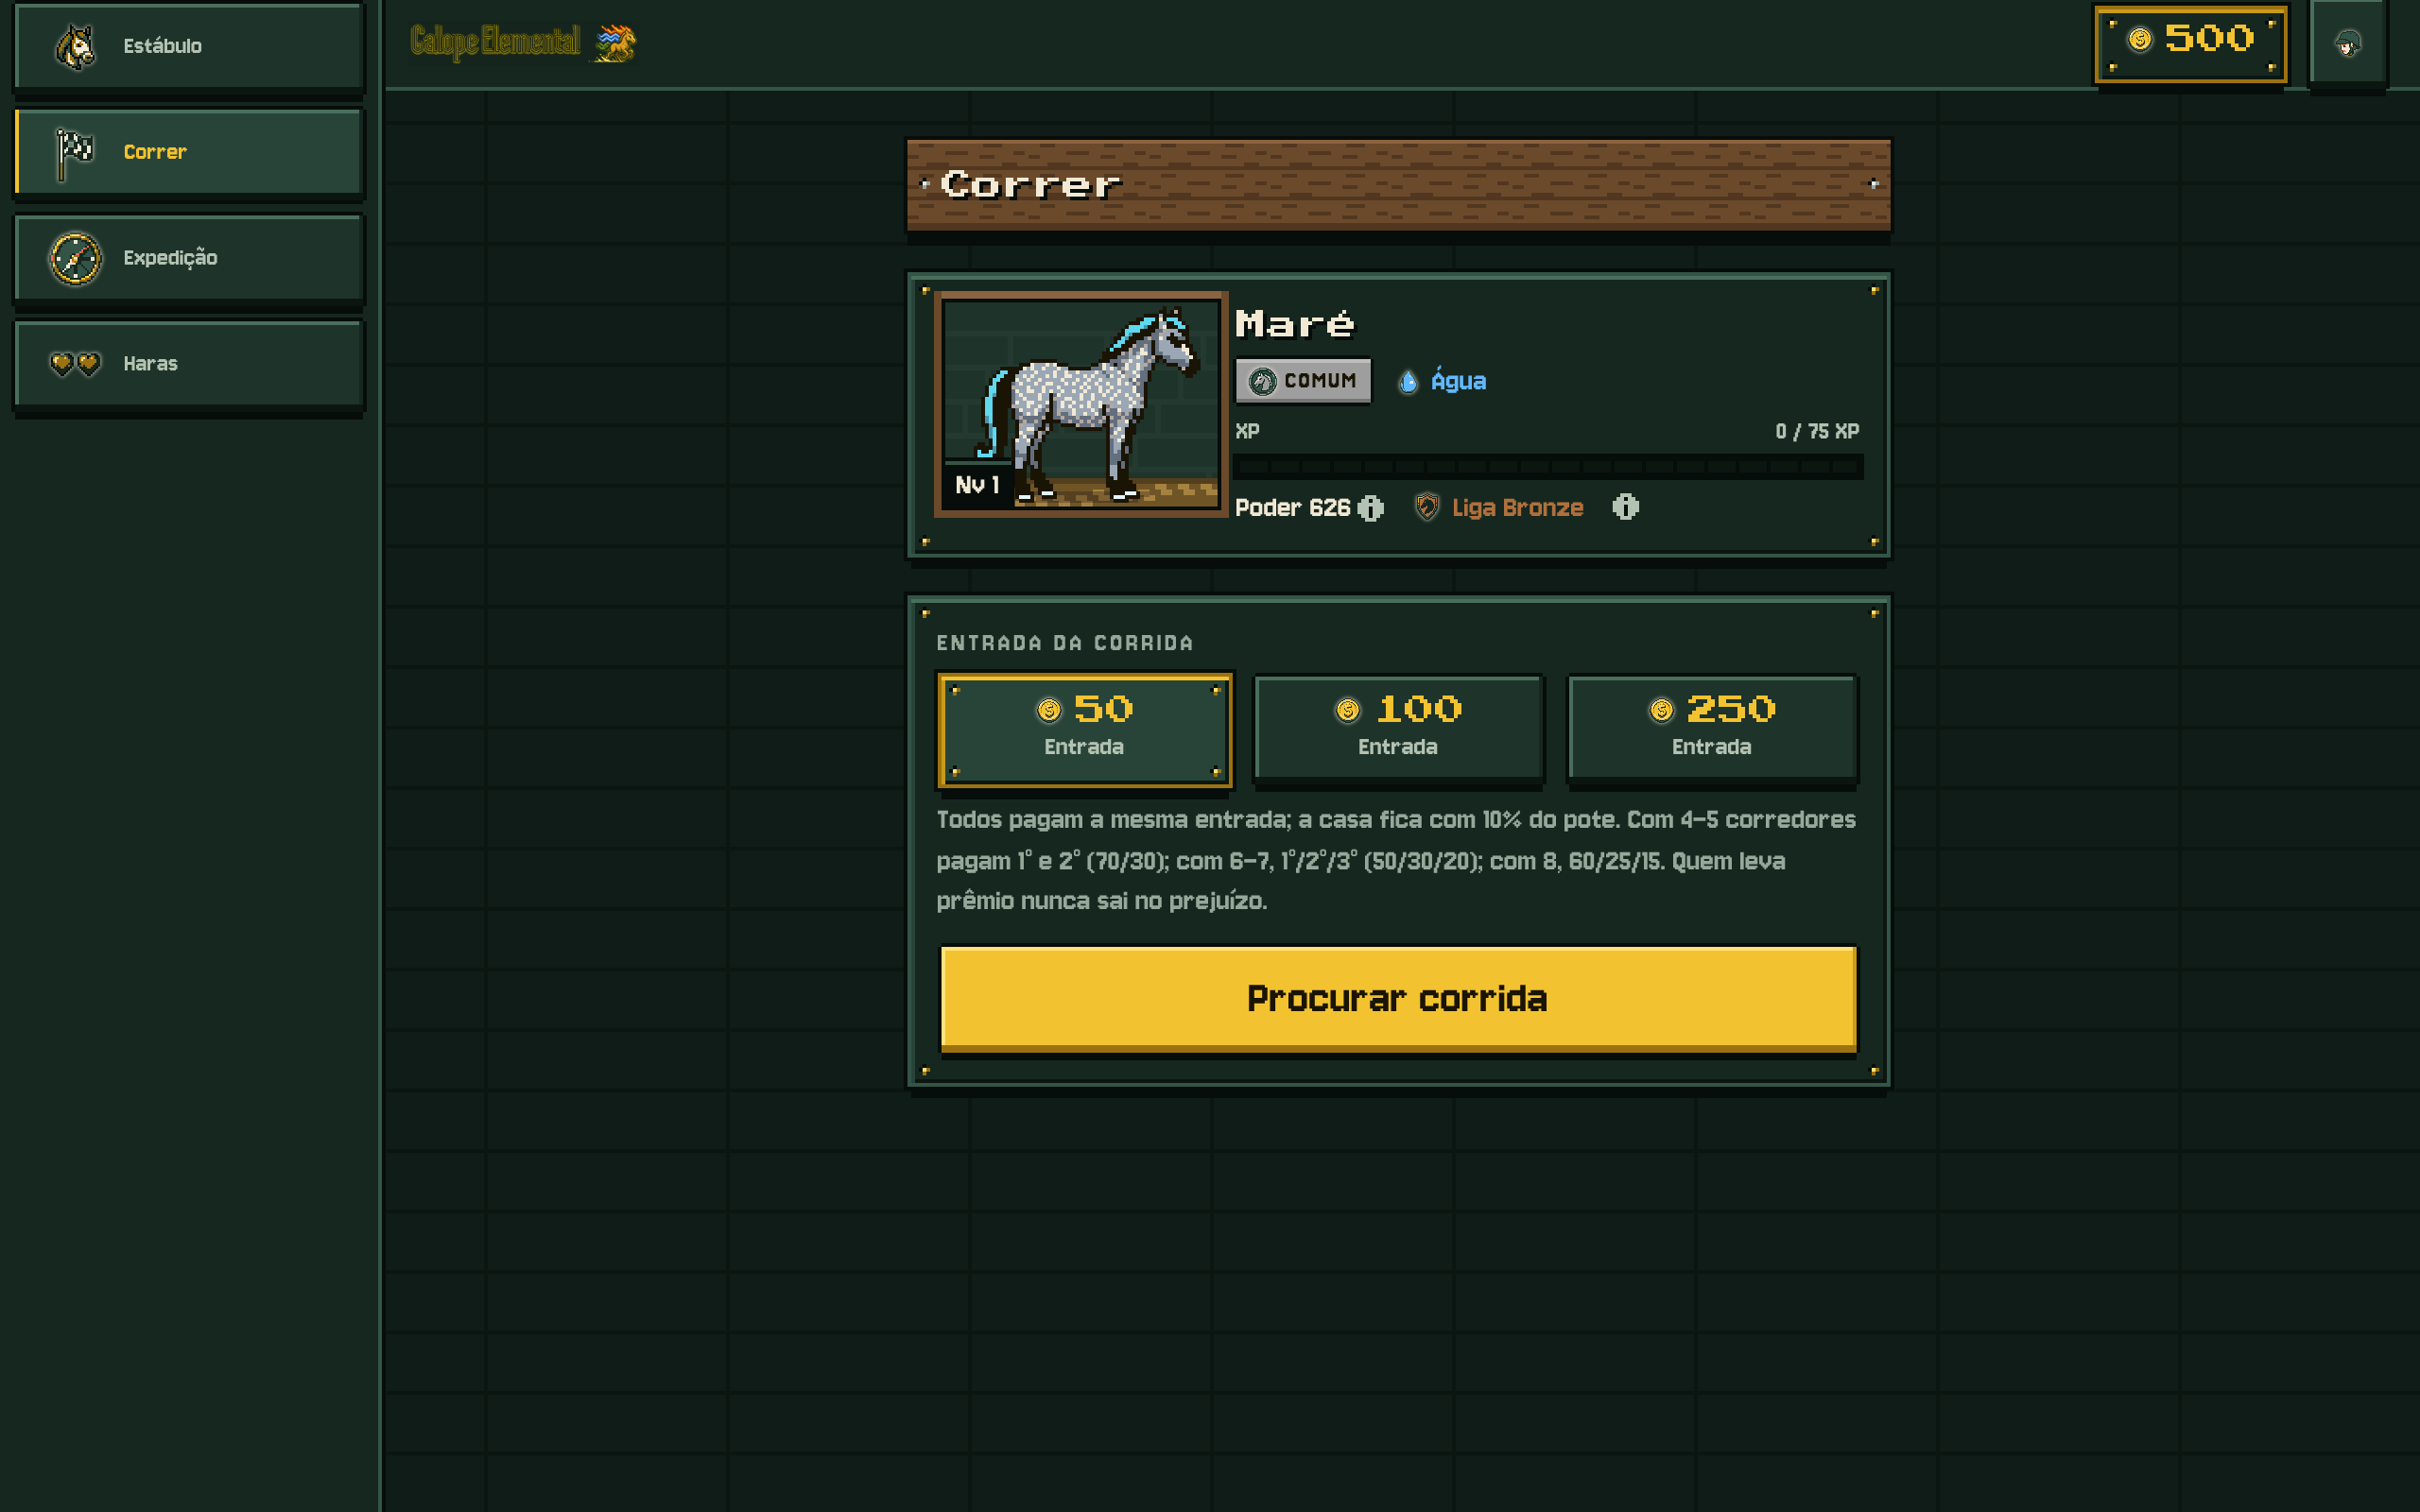 Estábulo
Galope Elemental
500
Correr
Expedição
Haras
Correr
Maré
COMUM
Água
XP
0 / 75 XP
Nv 1
Poder 626
Liga Bronze
ENTRADA DA CORRIDA
50
Entrada
100
Entrada
250
Entrada
Todos pagam a mesma entrada; a casa fica com 10% do pote. Com 4–5 corredores
pagam 1° e 2° (70/30); com 6–7, 1°/2°/3° (50/30/20); com 8, 60/25/15. Quem leva
prêmio nunca sai no prejuízo.
Procurar corrida